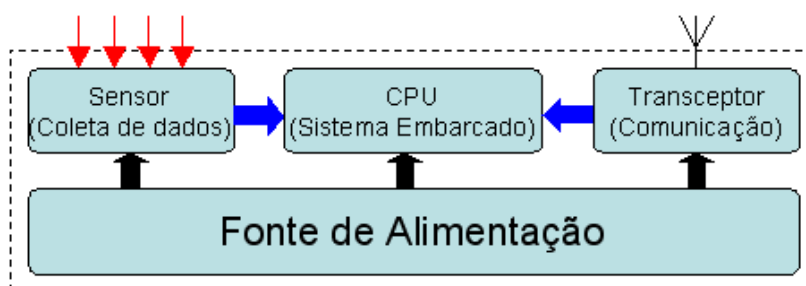 Sensor
(Coleta de dados)
CPU
(Sistema Embarcado)
Transceptor
(Comunicação)
Fonte de Alimentação